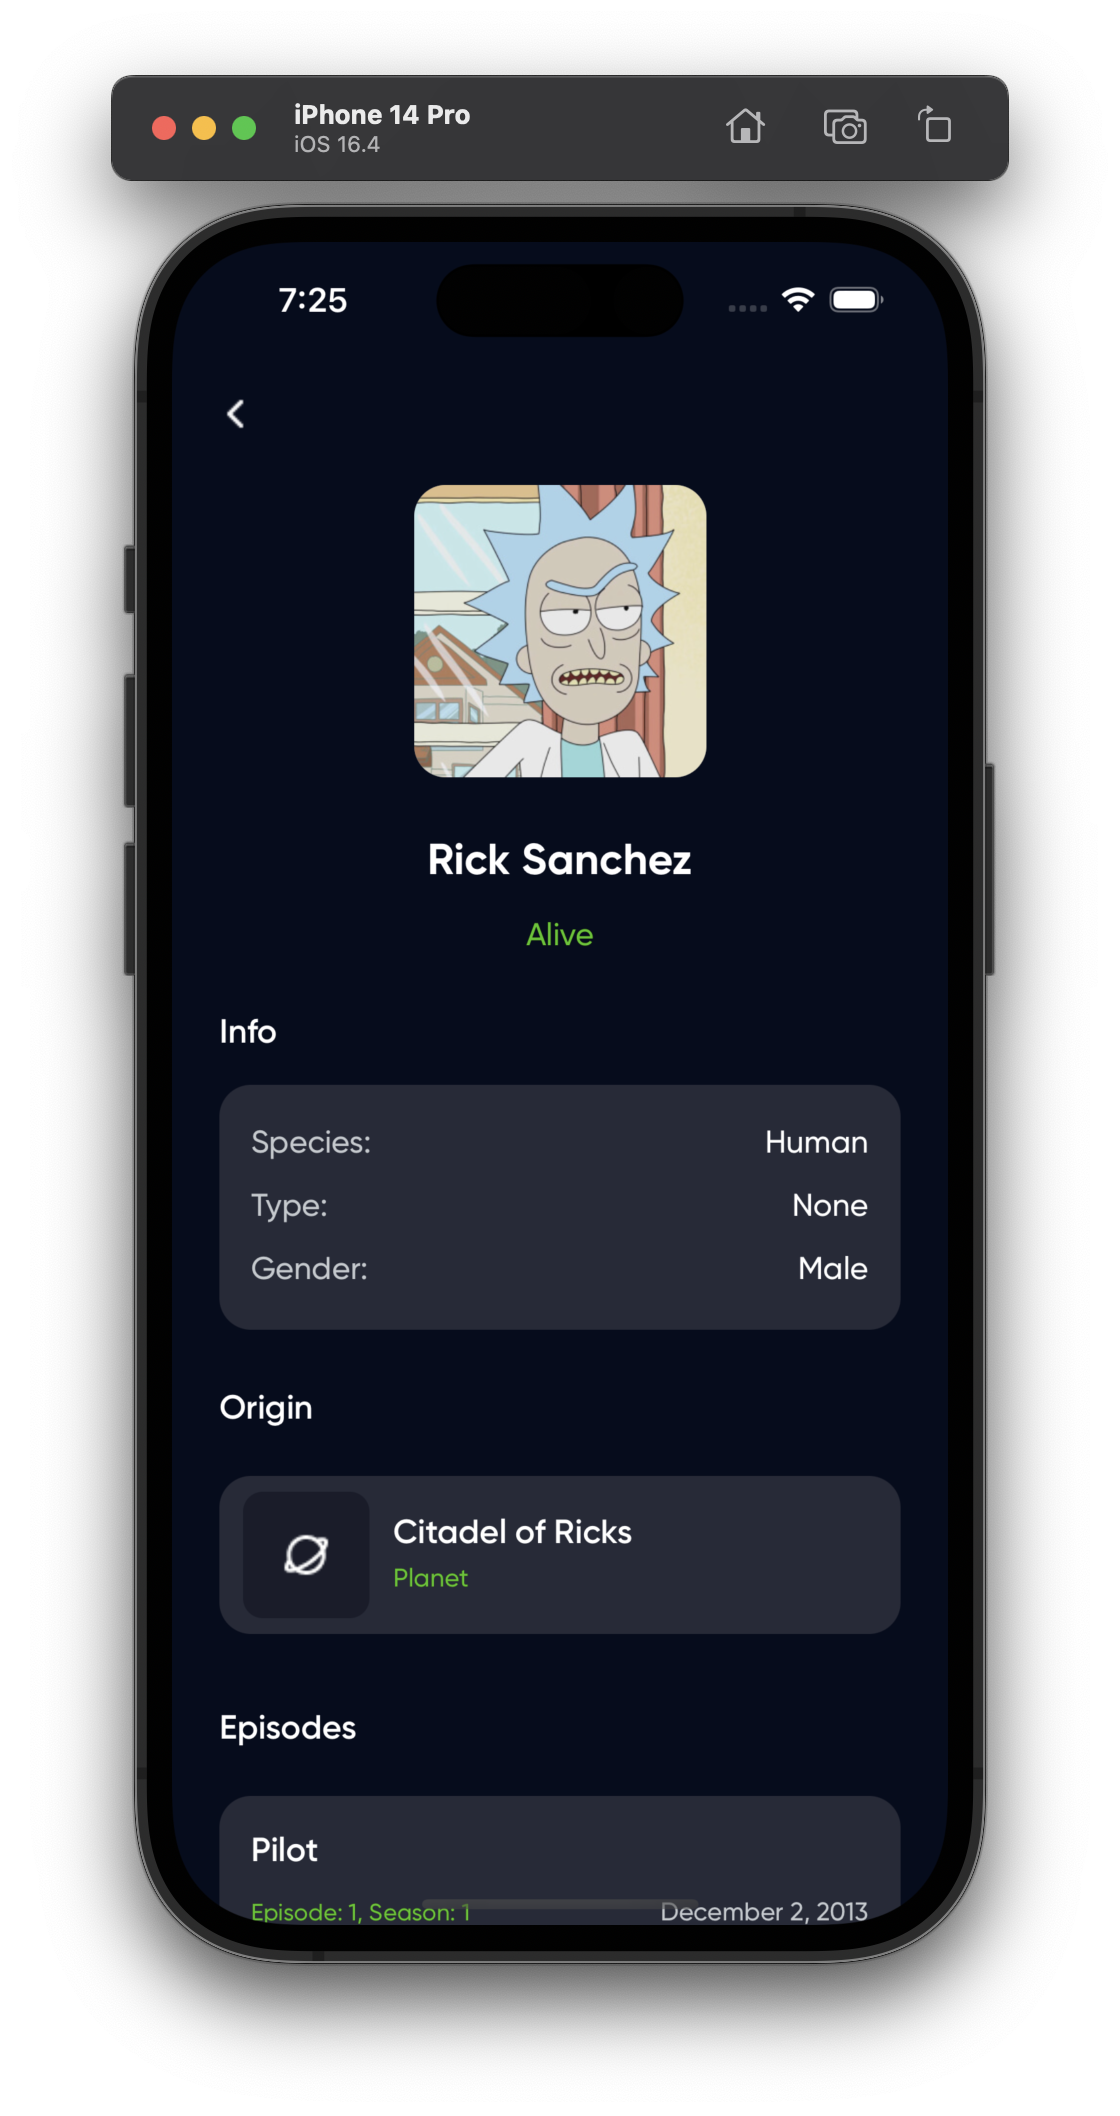 iPhone 14 Pro
iOS 16.4
7:25
Rick Sanchez
Alive
Info
Species: Human
Type: None
Gender: Male
Origin
Citadel of Ricks
Planet
Episodes
Pilot
Episode: 1, Season: 1 December 2, 2013